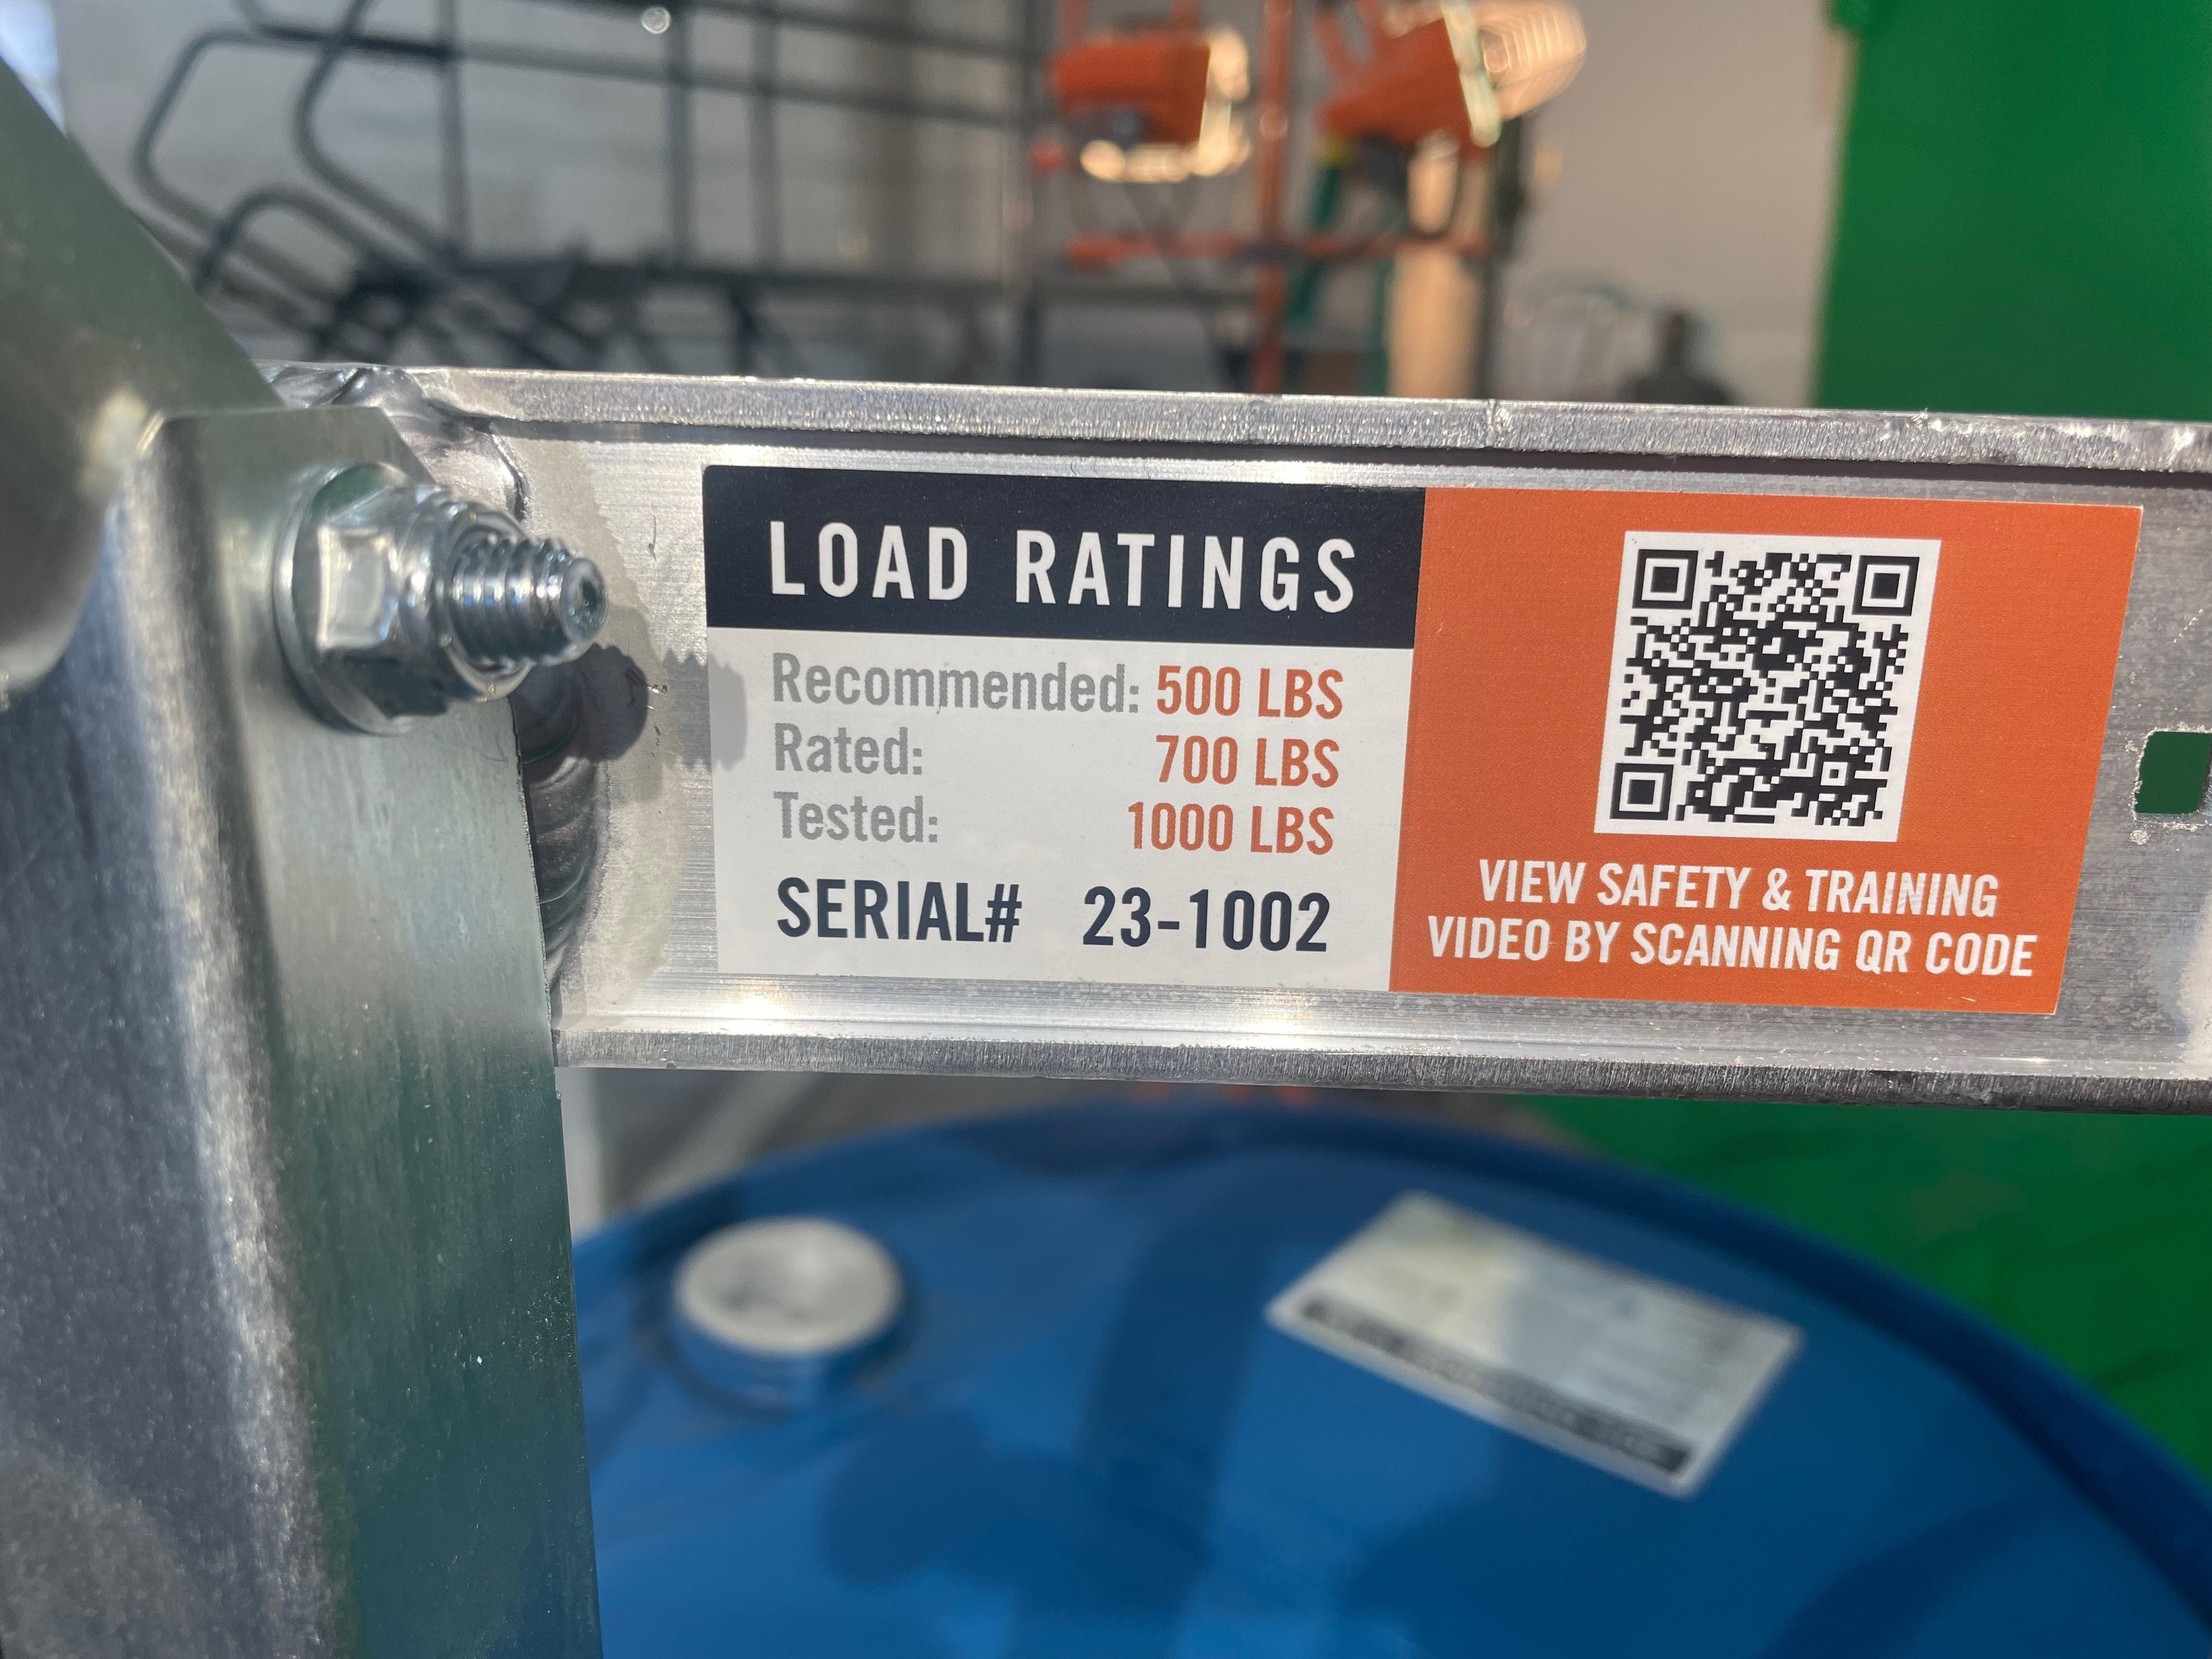 LOAD RATINGS
Recommended: 500 LBS
Rated: 700 LBS
Tested: 1000 LBS
SERIAL# 23-1002
VIEW SAFETY & TRAINING
VIDEO BY SCANNING QR CODE